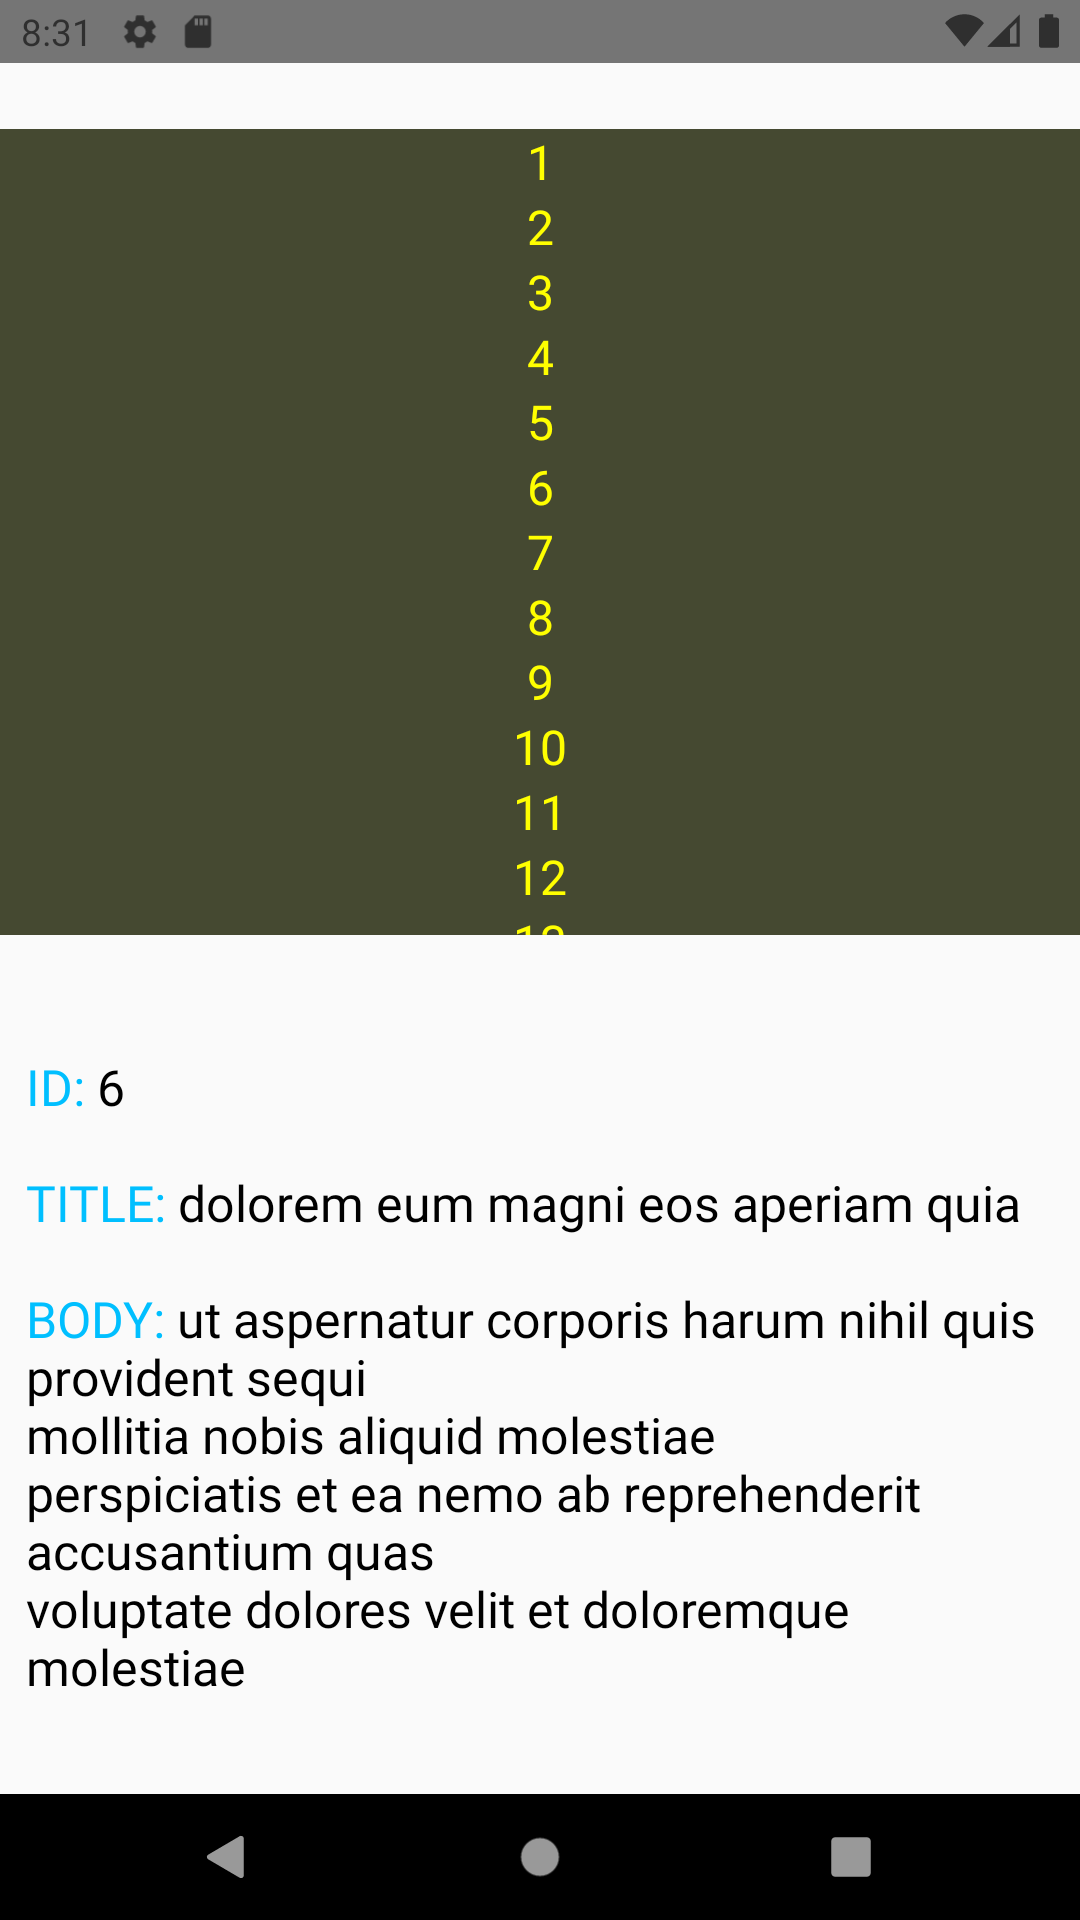 8:31
1
2
3
4
5
6
7
8
9
10
11
12
ID: 6
TITLE: dolorem eum magni eos aperiam quia
BODY: ut aspernatur corporis harum nihil quis
provident sequi
mollitia nobis aliquid molestiae
perspiciatis et ea nemo ab reprehenderit
accusantium quas
voluptate dolores velit et doloremque
molestiae